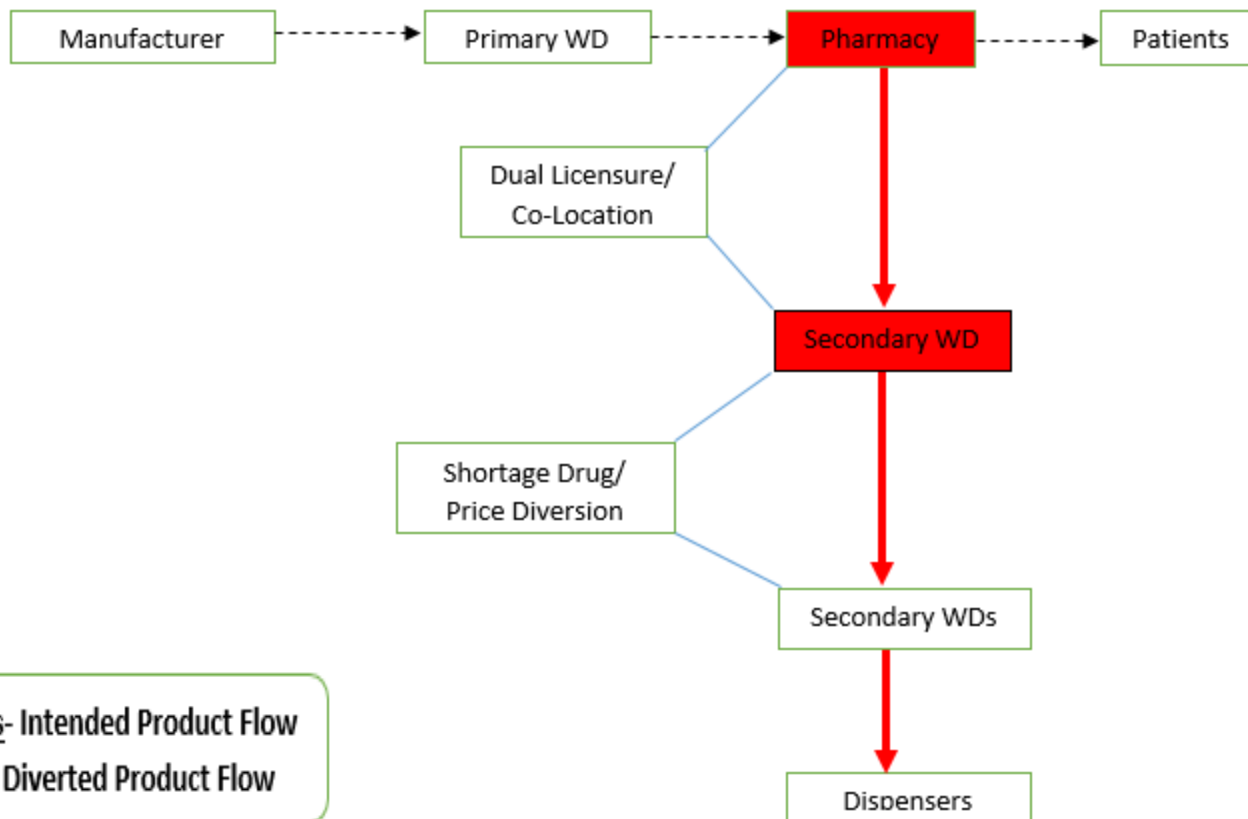 Manufacturer
Primary WD
Pharmacy
Patients
Dual Licensure/
Co-Location
Secondary WD
Shortage Drug/
Price Diversion
Secondary WDs
- Intended Product Flow
Diverted Product Flow
Dispensers